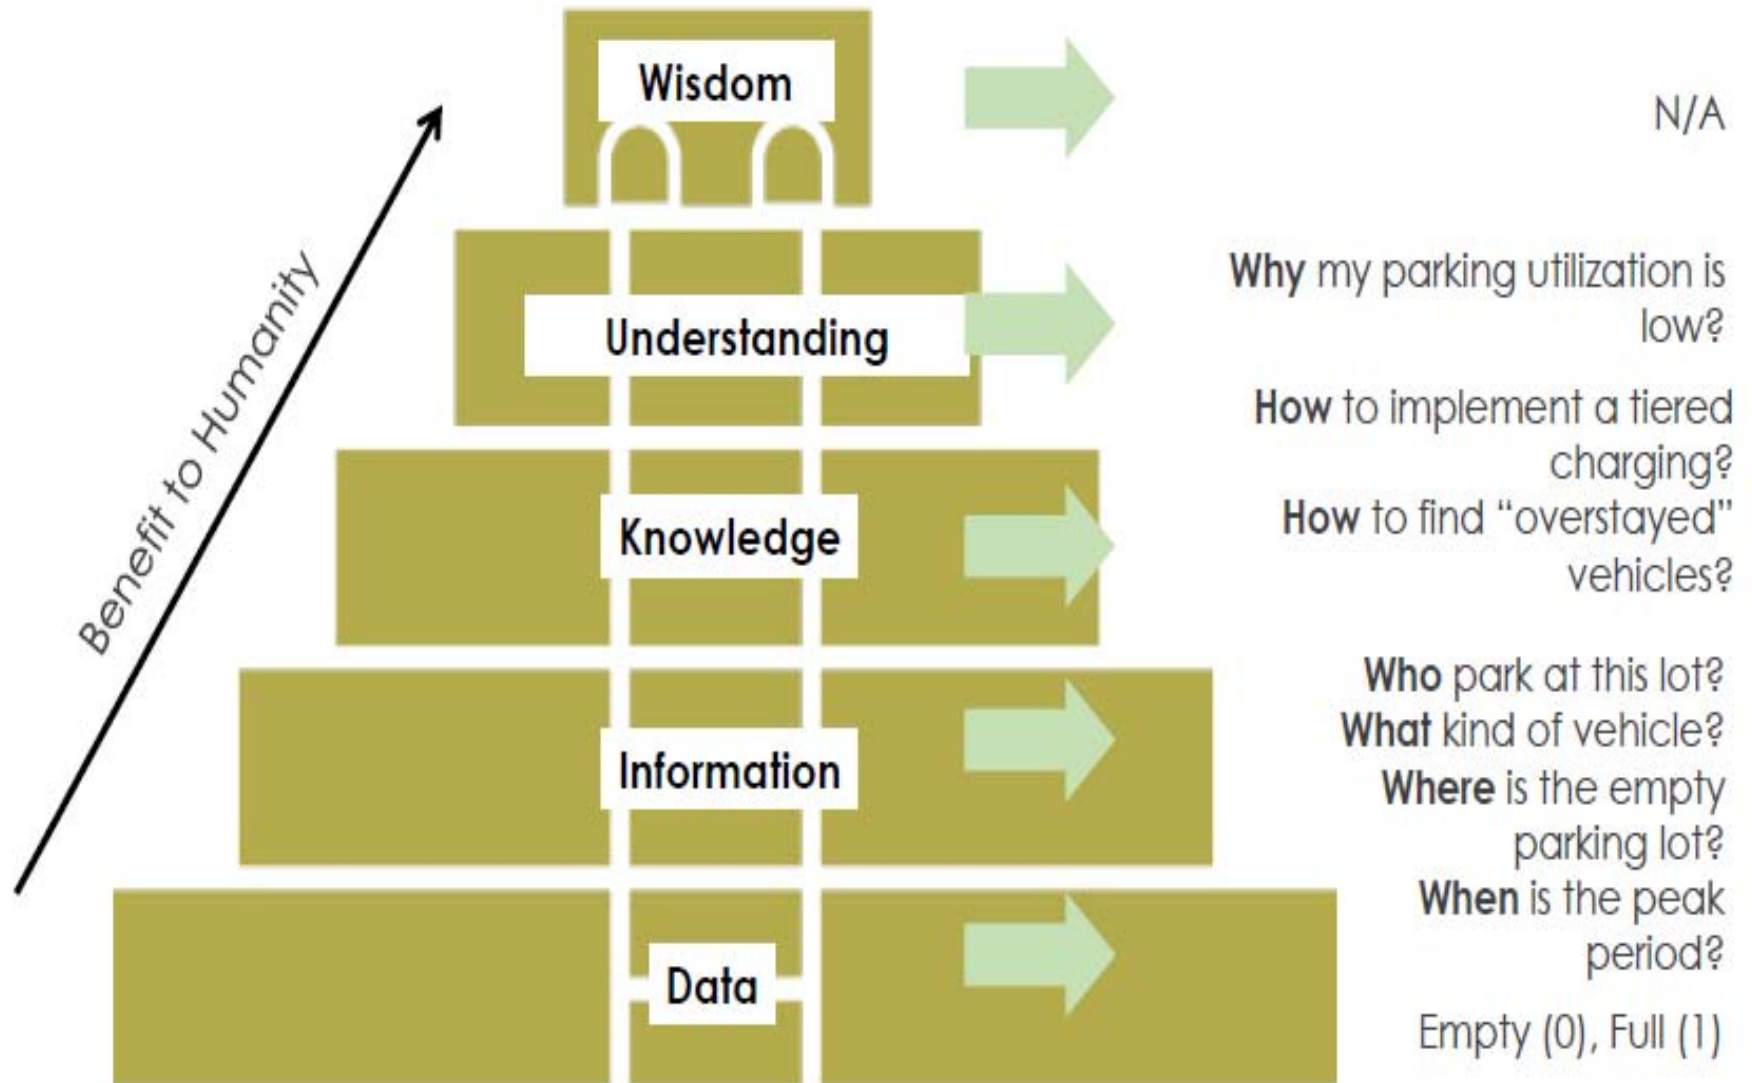 Wisdom
N/A
Benefit to Humanity
Understanding
Why my parking utilization is
low?
Knowledge
How to implement a tiered
charging?
How to find “overstayed”
vehicles?
Information
Who park at this lot?
What kind of vehicle?
Where is the empty
parking lot?
When is the peak
period?
Data
Empty (0), Full (1)